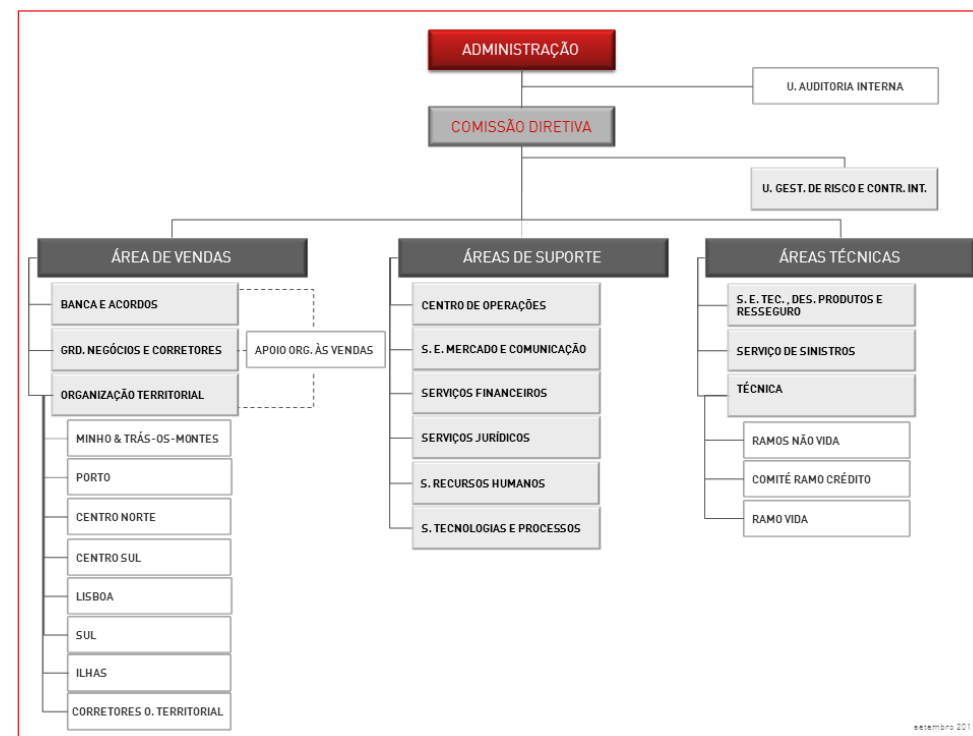 ADMINISTRAÇÃO
U. AUDITORIA INTERNA
COMISSÃO DIRETIVA
U. GEST. DE RISCO E CONTR. INT.
ÁREA DE VENDAS
BANCA E ACORDOS
GRD. NEGÓCIOS E CORRETORES
APOIO ORG. ÀS VENDAS
ORGANIZAÇÃO TERRITORIAL
MINHO & TRÁS-OS-MONTES
PORTO
CENTRO NORTE
CENTRO SUL
LISBOA
SUL
ILHAS
CORRETORES O. TERRITORIAL
ÁREAS DE SUPORTE
CENTRO DE OPERAÇÕES
S. E. MERCADO E COMUNICAÇÃO
SERVIÇOS FINANCEIROS
SERVIÇOS JURÍDICOS
S. RECURSOS HUMANOS
S. TECNOLOGIAS E PROCESSOS
ÁREAS TÉCNICAS
S. E. TEC. , DES. PRODUTOS E
RESSEGURO
SERVIÇO DE SINISTROS
TÉCNICA
RAMOS NÃO VIDA
COMITÉ RAMO CRÉDITO
RAMO VIDA
setembro